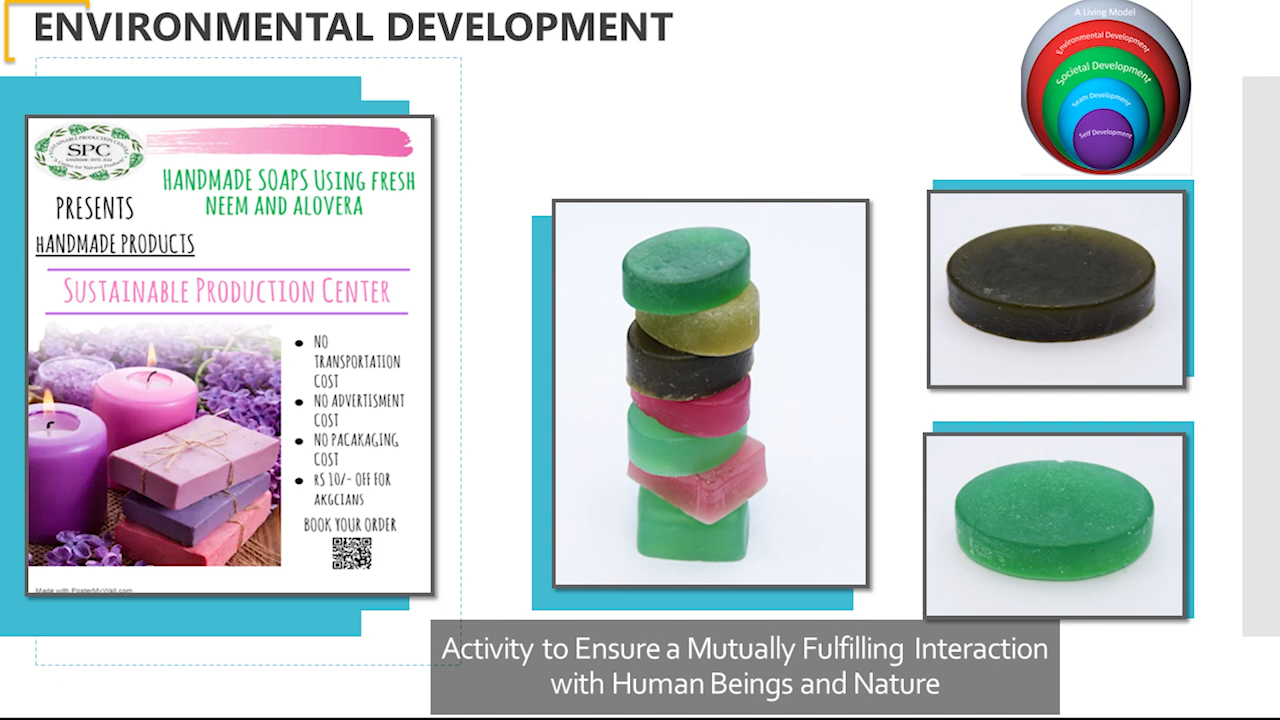 ENVIRONMENTAL DEVELOPMENT
A Living Model
Environmental Development
Societal Development
Team Development
Self Development
SPC
HANDMADE SOAPS USING FRESH
NEEM AND ALOVERA
PRESENTS
HANDMADE PRODUCTS
SUSTAINABLE PRODUCTION CENTER
NO
TRANSPORTATION
COST
NO ADVERTISMENT
COST
NO PACAKAGING
COST
RS 10/- OFF FOR
AKGCIANS
BOOK YOUR ORDER
Made with PosterMyWall.com
Activity to Ensure a Mutually Fulfilling Interaction
with Human Beings and Nature